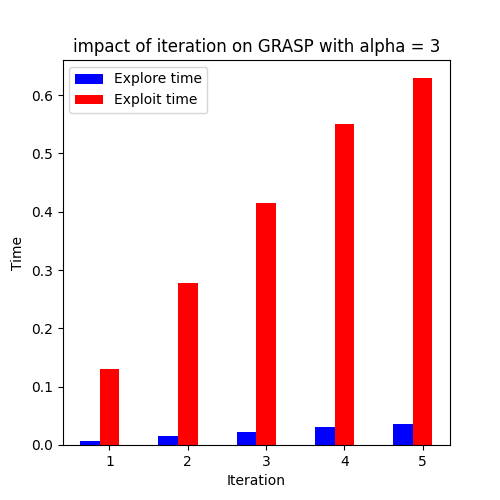 impact of iteration on GRASP with alpha = 3
Explore time
Exploit time
0.6
0.5
0.4
0.3
0.2
0.1
0.0
Time
1 2 3 4 5
Iteration